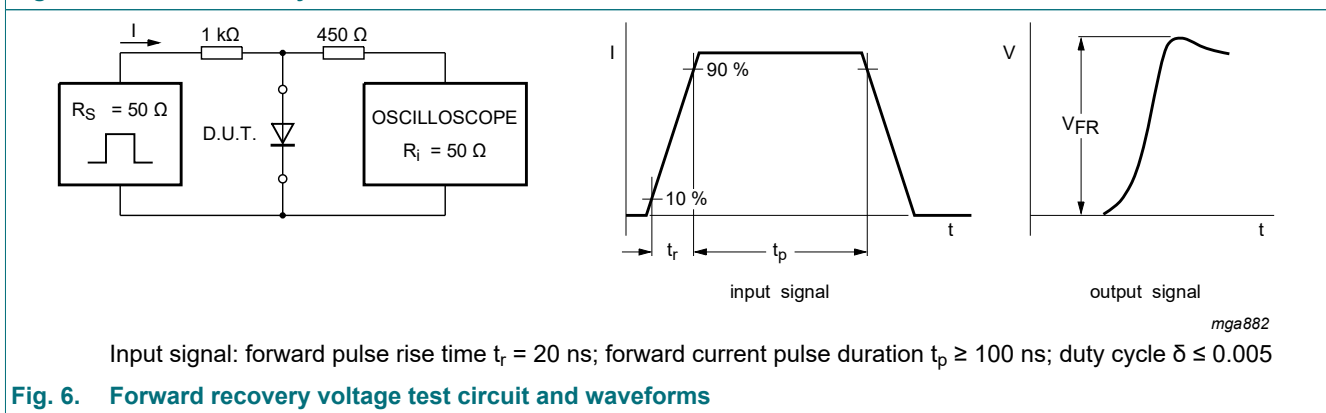 I
1 kΩ
450 Ω
R_S = 50 Ω
D.U.T.
OSCILLOSCOPE
R_i = 50 Ω
I
90 %
10 %
t
t_r
t_p
input signal
V
V_FR
t
output signal
mga882
Input signal: forward pulse rise time t_r = 20 ns; forward current pulse duration t_p ≥ 100 ns; duty cycle δ ≤ 0.005
Fig. 6. Forward recovery voltage test circuit and waveforms